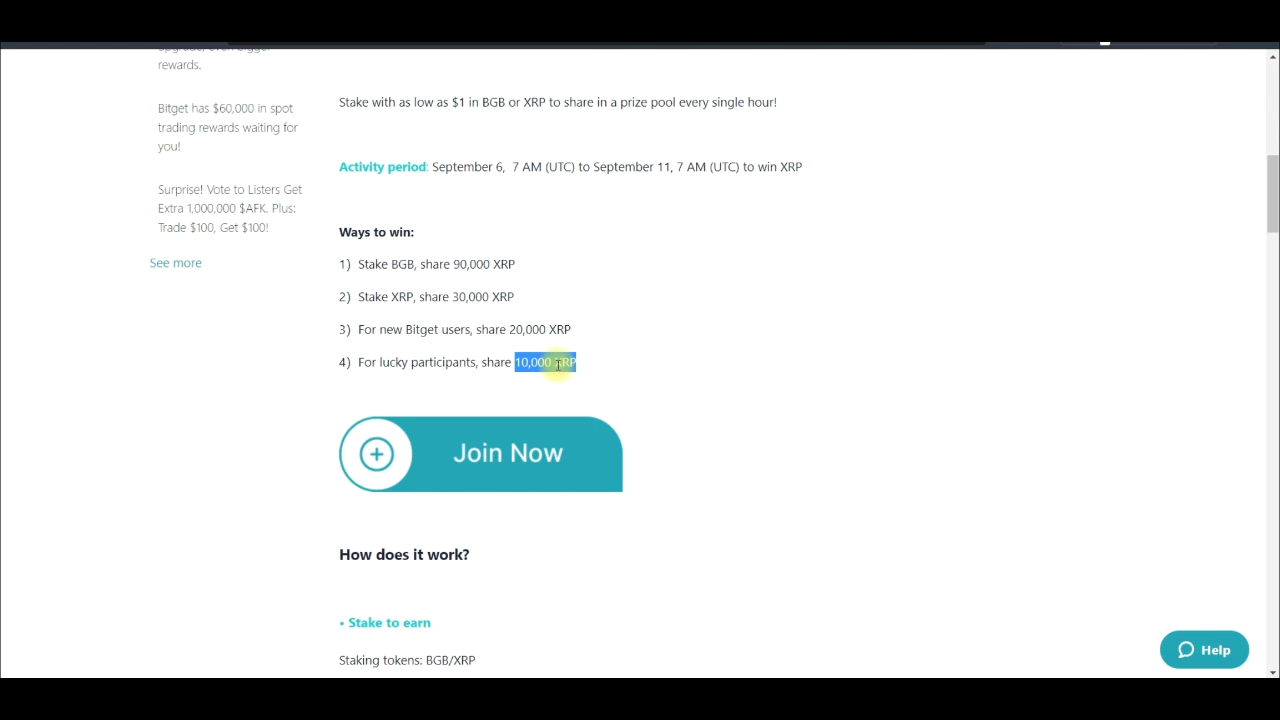 upgrade, even bigger
rewards.
Bitget has $60,000 in spot
trading rewards waiting for
you!
Surprise! Vote to Listers Get
Extra 1,000,000 $AFK. Plus:
Trade $100, Get $100!
See more
Stake with as low as $1 in BGB or XRP to share in a prize pool every single hour!
Activity period: September 6,  7 AM (UTC) to September 11, 7 AM (UTC) to win XRP
Ways to win:
1)  Stake BGB, share 90,000 XRP
2)  Stake XRP, share 30,000 XRP
3)  For new Bitget users, share 20,000 XRP
4)  For lucky participants, share 10,000 XRP
Join Now
How does it work?
• Stake to earn
Staking tokens: BGB/XRP
Help